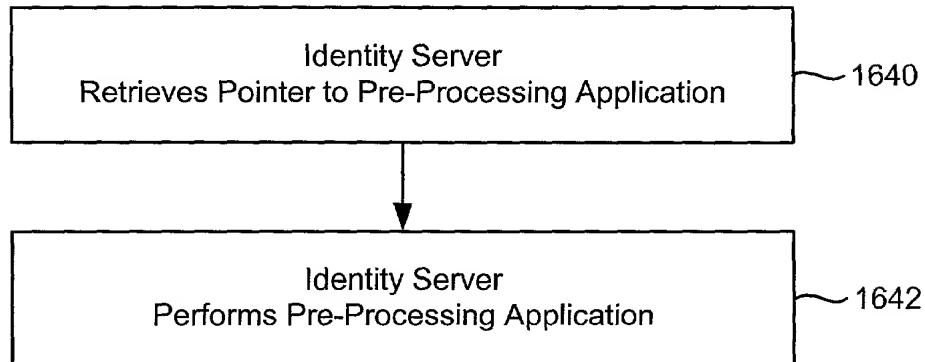 Identity Server
Retrieves Pointer to Pre-Processing Application
1640
Identity Server
Performs Pre-Processing Application
1642